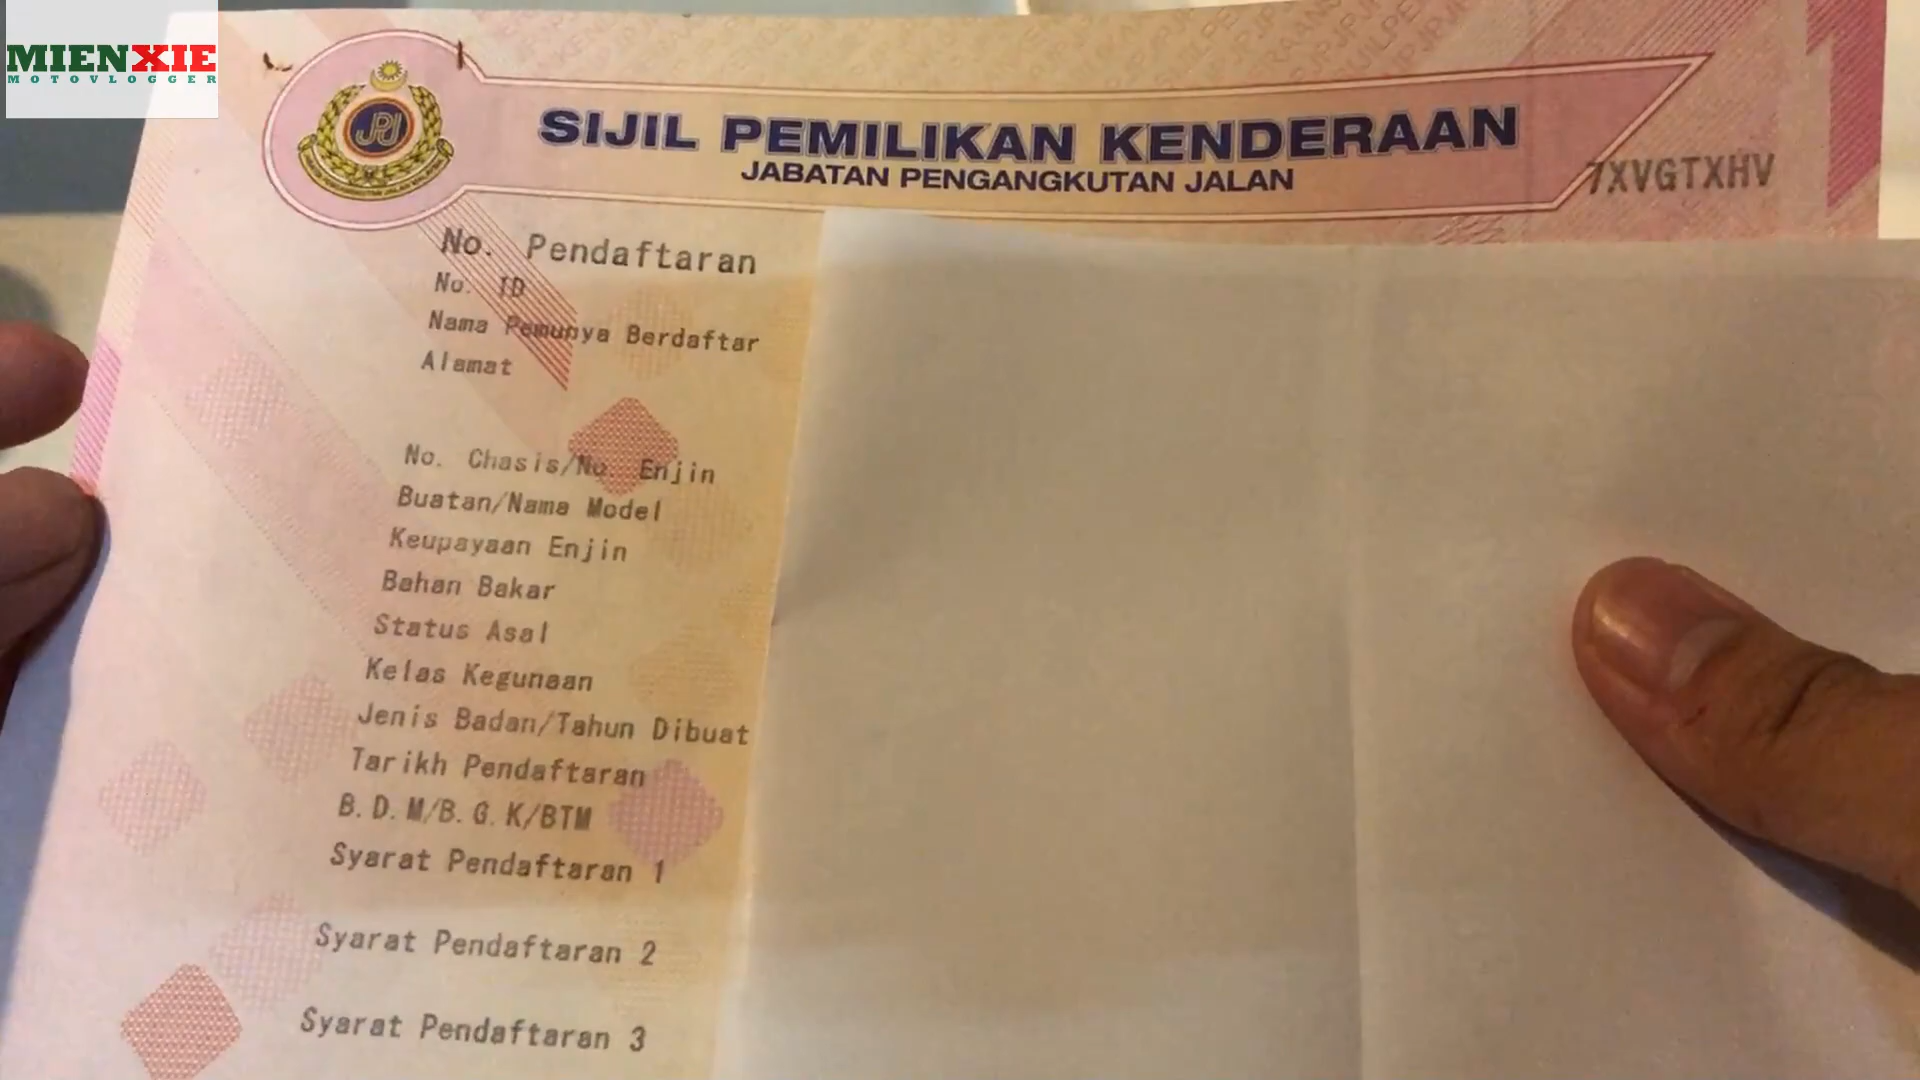 MIENXIE
MOTOVLOGGER
JPJ
SIJIL PEMILIKAN KENDERAAN
JABATAN PENGANGKUTAN JALAN
7XVGTXHV
No. Pendaftaran
No. ID
Nama Pemunya Berdaftar
Alamat
No. Chasis/No. Enjin
Buatan/Nama Model
Keupayaan Enjin
Bahan Bakar
Status Asal
Kelas Kegunaan
Jenis Badan/Tahun Dibuat
Tarikh Pendaftaran
B.D.M/B.G.K/BTM
Syarat Pendaftaran 1
Syarat Pendaftaran 2
Syarat Pendaftaran 3